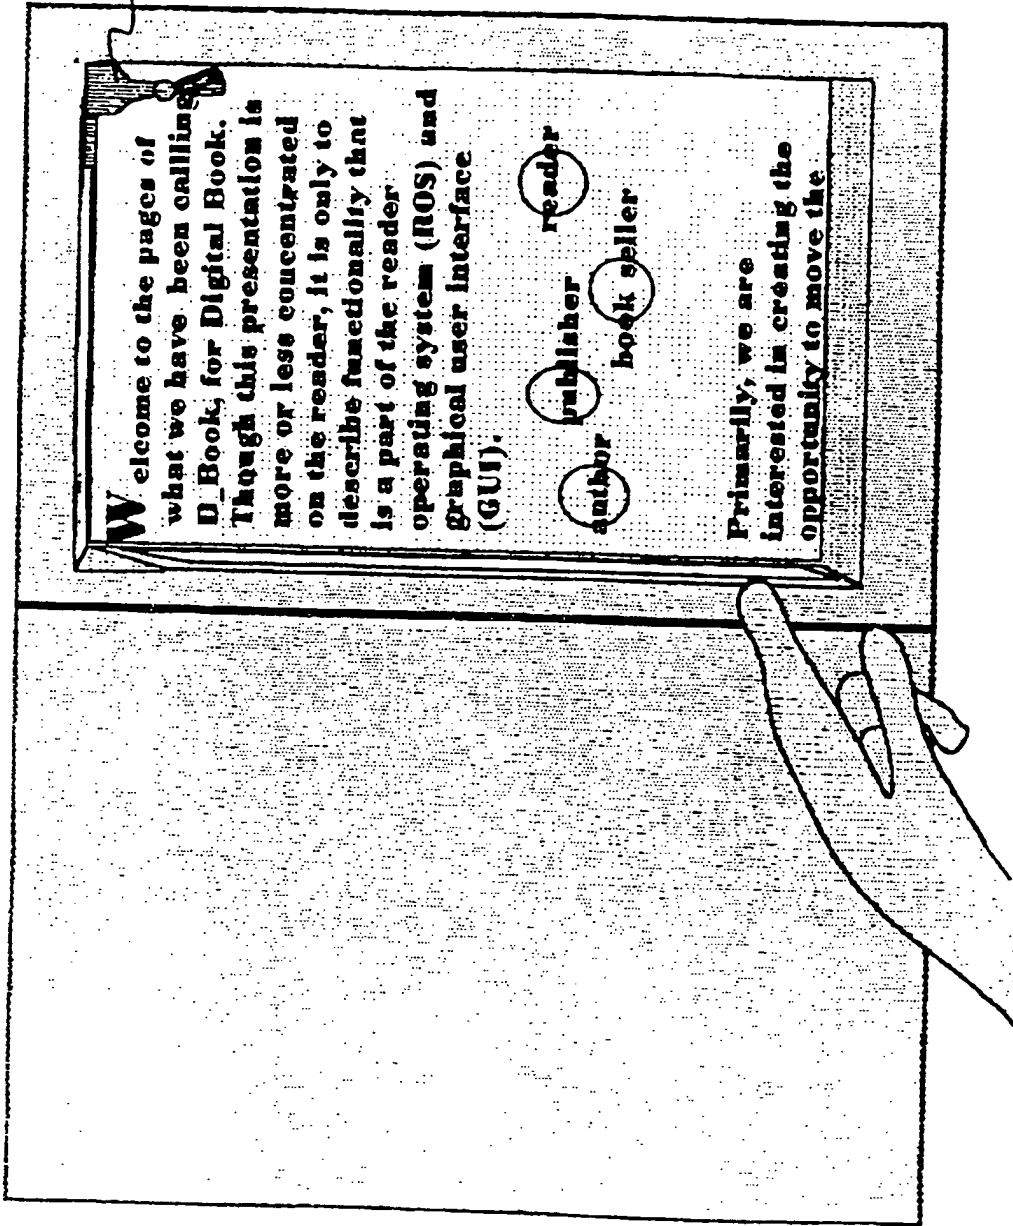 Welcome to the pages of
what we have been callling
D_Book, for Digital Book.
Though this presentation is
more or less concentrated
on the reader, it is only to
describe functionality that
is a part of the reader
operating system (ROS) and
graphical user interface
(GUI).
author
publisher
book seller
reader
Primarily, we are
interested in creating the
opportunity to move the